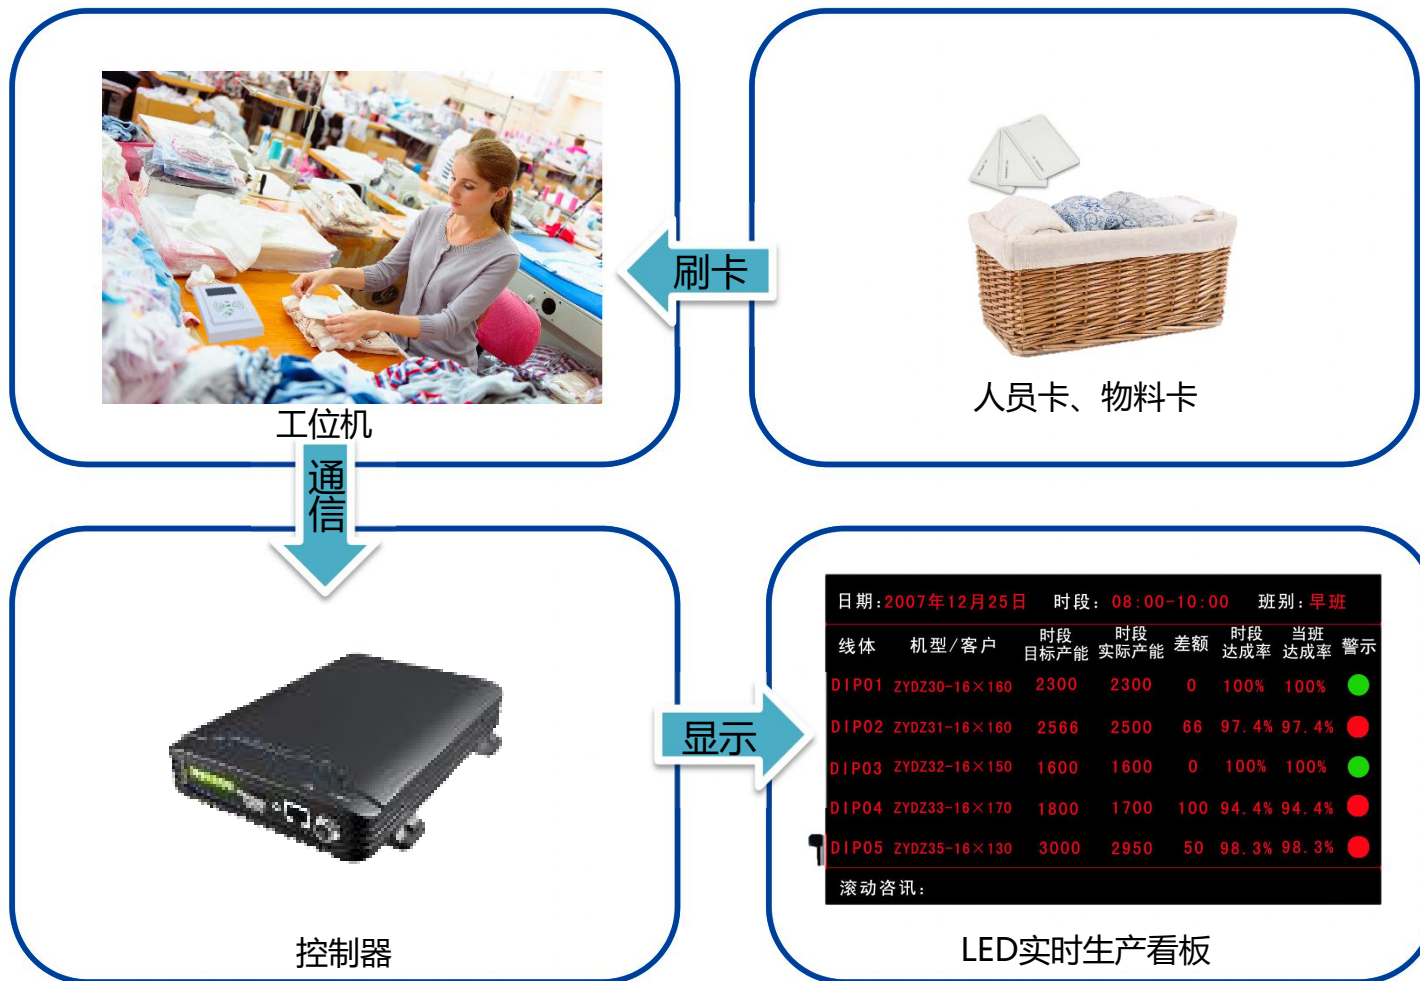 刷卡
人员卡、物料卡
工位机
通信
控制器
显示
日期:2007年12月25日 时段: 08:00-10:00 班别:早班
线体 机型/客户 时段目标产能 时段实际产能 差额 时段达成率 当班达成率 警示
DIP01 ZYDZ30-16×160 2300 2300 0 100% 100%
DIP02 ZYDZ31-16×160 2566 2500 66 97.4% 97.4%
DIP03 ZYDZ32-16×150 1600 1600 0 100% 100%
DIP04 ZYDZ33-16×170 1800 1700 100 94.4% 94.4%
DIP05 ZYDZ35-16×130 3000 2950 50 98.3% 98.3%
滚动咨讯:
LED实时生产看板